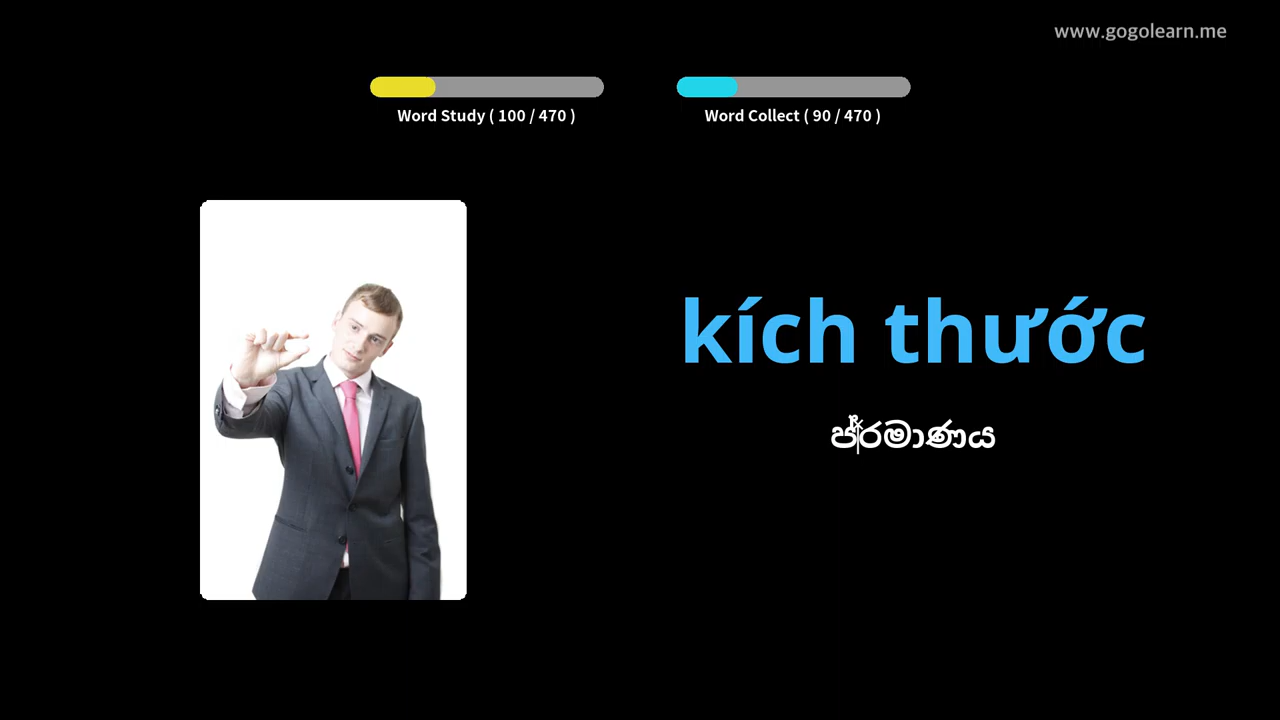 www.gogolearn.me
Word Study ( 100 / 470 )
Word Collect ( 90 / 470 )
kích thước
ප්‍රමාණය